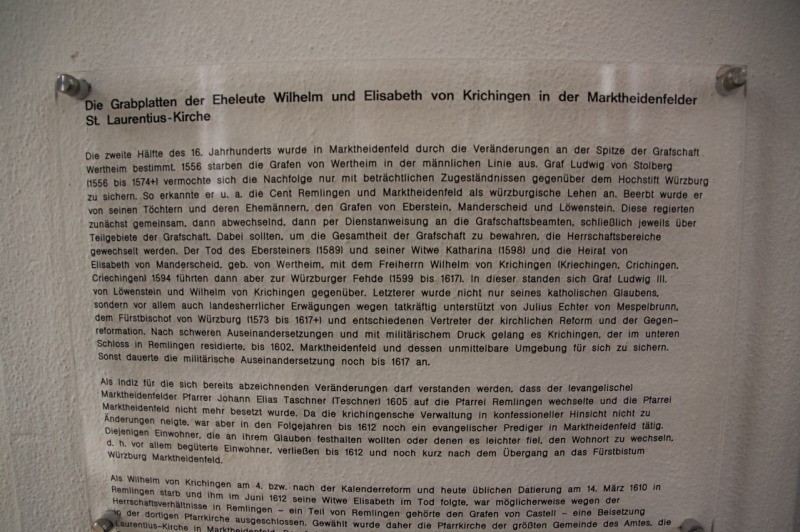 Die Grabplatten der Eheleute Wilhelm und Elisabeth von Krichingen in der Marktheidenfelder
St. Laurentius-Kirche
Die zweite Hälfte des 16. Jahrhunderts wurde in Marktheidenfeld durch die Veränderungen an der Spitze der Grafschaft
Wertheim bestimmt. 1556 starben die Grafen von Wertheim in der männlichen Linie aus. Graf Ludwig von Stolberg
(1556 bis 1574+) vermochte sich die Nachfolge nur mit beträchtlichen Zugeständnissen gegenüber dem Hochstift Würzburg
zu sichern. So erkannte er u. a. die Cent Remlingen und Marktheidenfeld als würzburgische Lehen an. Beerbt wurde er
von seinen Töchtern und deren Ehemännern, den Grafen von Eberstein, Manderscheid und Löwenstein. Diese regierten
zunächst gemeinsam, dann abwechselnd, dann per Dienstanweisung an die Grafschaftsbeamten, schließlich jeweils über
Teilgebiete der Grafschaft. Dabei sollten, um die Gesamtheit der Grafschaft zu bewahren, die Herrschaftsbereiche
gewechselt werden. Der Tod des Ebersteiners (1589) und seiner Witwe Katharina (1598) und die Heirat von
Elisabeth von Manderscheid, geb. von Wertheim, mit dem Freiherrn Wilhelm von Krichingen (Kriechingen, Crichingen,
Criechingen) 1594 führten dann aber zur Würzburger Fehde (1599 bis 1617). In dieser standen sich Graf Ludwig III.
von Löwenstein und Wilhelm von Krichingen gegenüber. Letzterer wurde nicht nur seines katholischen Glaubens,
sondern vor allem auch landesherrlicher Erwägungen wegen tatkräftig unterstützt von Julius Echter von Mespelbrunn,
dem Fürstbischof von Würzburg (1573 bis 1617+) und entschiedenen Vertreter der kirchlichen Reform und der Gegen-
reformation. Nach schweren Auseinandersetzungen und mit militärischem Druck gelang es Krichingen, der im unteren
Schloss in Remlingen residierte, bis 1602, Marktheidenfeld und dessen unmittelbare Umgebung für sich zu sichern.
Sonst dauerte die militärische Auseinandersetzung noch bis 1617 an.
Als Indiz für die sich bereits abzeichnenden Veränderungen darf verstanden werden, dass der (evangelische)
Marktheidenfelder Pfarrer Johann Elias Taschner (Teschner) 1605 auf die Pfarrei Remlingen wechselte und die Pfarrei
Marktheidenfeld nicht mehr besetzt wurde. Da die krichingensche Verwaltung in konfessioneller Hinsicht nicht zu
Änderungen neigte, war aber in den Folgejahren bis 1612 noch ein evangelischer Prediger in Marktheidenfeld tätig.
Diejenigen Einwohner, die an ihrem Glauben festhalten wollten oder denen es leichter fiel, den Wohnort zu wechseln,
d. h. vor allem begüterte Einwohner, verließen bis 1612 und noch kurz nach dem Übergang an das Fürstbistum
Würzburg Marktheidenfeld.
Als Wilhelm von Krichingen am 4. bzw. nach der Kalenderreform und heute üblichen Datierung am 14. März 1610 in
Remlingen starb und ihm im Juni 1612 seine Witwe Elisabeth im Tod folgte, war möglicherweise wegen der
Herrschaftsverhältnisse in Remlingen – ein Teil von Remlingen gehörte den Grafen von Castell – eine Beisetzung
in der dortigen Pfarrkirche ausgeschlossen. Gewählt wurde daher die Pfarrkirche der größten Gemeinde des Amtes, die
Laurentius-Kirche in Marktheidenfeld.